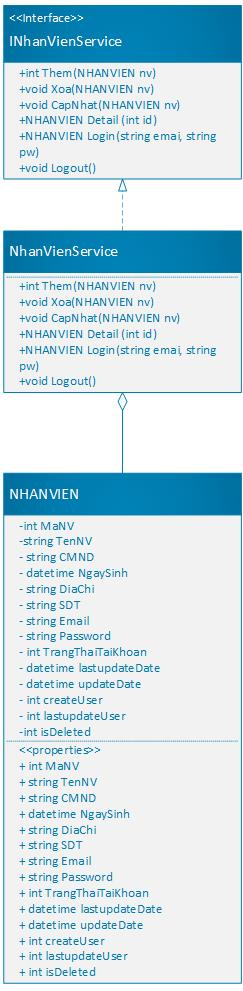 <<Interface>>
INhanVienService
+int Them(NHANVIEN nv)
+void Xoa(NHANVIEN nv)
+void CapNhat(NHANVIEN nv)
+NHANVIEN Detail (int id)
+NHANVIEN Login(string emai, string
pw)
+void Logout()
NhanVienService
+int Them(NHANVIEN nv)
+void Xoa(NHANVIEN nv)
+void CapNhat(NHANVIEN nv)
+NHANVIEN Detail (int id)
+NHANVIEN Login(string emai, string
pw)
+void Logout()
NHANVIEN
-int MaNV
-string TenNV
- string CMND
- datetime NgaySinh
- string DiaChi
- string SDT
- string Email
- string Password
- int TrangThaiTaiKhoan
- datetime lastupdateDate
- datetime updateDate
- int createUser
- int lastupdateUser
-int isDeleted
<<properties>>
+ int MaNV
+ string TenNV
+ string CMND
+ datetime NgaySinh
+ string DiaChi
+ string SDT
+ string Email
+ string Password
+ int TrangThaiTaiKhoan
+ datetime lastupdateDate
+ datetime updateDate
+ int createUser
+ int lastupdateUser
+ int isDeleted